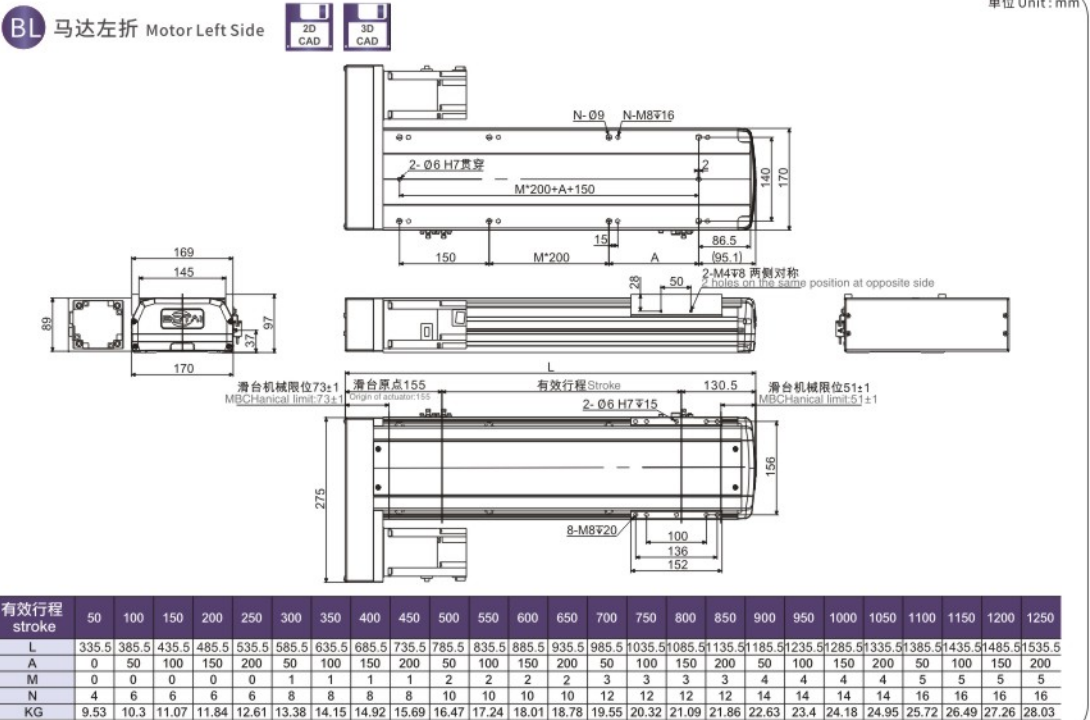 单位 Unit : mm
BL 马达左折 Motor Left Side
2D CAD
3D CAD
N- Ø9 N-M8↧16
2- Ø6 H7贯穿
2
M*200+A+150
140
170
15
86.5
150
M*200
A
(95.1)
169
145
2-M4↧8 两侧对称
2 holes on the same position at opposite side
50
28
89
37
97
170
L
滑台机械限位73±1
MBCHanical limit:73±1
滑台原点155
Origin of actuator:155
有效行程Stroke
130.5
滑台机械限位51±1
MBCHanical limit:51±1
2- Ø6 H7↧15
275
156
8-M8↧20
100
136
152
有效行程 stroke 50 100 150 200 250 300 350 400 450 500 550 600 650 700 750 800 850 900 950 1000 1050 1100 1150 1200 1250
L 335.5 385.5 435.5 485.5 535.5 585.5 635.5 685.5 735.5 785.5 835.5 885.5 935.5 985.5 1035.5 1085.5 1135.5 1185.5 1235.5 1285.5 1335.5 1385.5 1435.5 1485.5 1535.5
A 0 50 100 150 200 50 100 150 200 50 100 150 200 50 100 150 200 50 100 150 200 50 100 150 200
M 0 0 0 0 0 1 1 1 1 2 2 2 2 3 3 3 3 4 4 4 4 5 5 5 5
N 4 6 6 6 6 8 8 8 8 10 10 10 10 12 12 12 12 14 14 14 14 16 16 16 16
KG 9.53 10.3 11.07 11.84 12.61 13.38 14.15 14.92 15.69 16.47 17.24 18.01 18.78 19.55 20.32 21.09 21.86 22.63 23.4 24.18 24.95 25.72 26.49 27.26 28.03